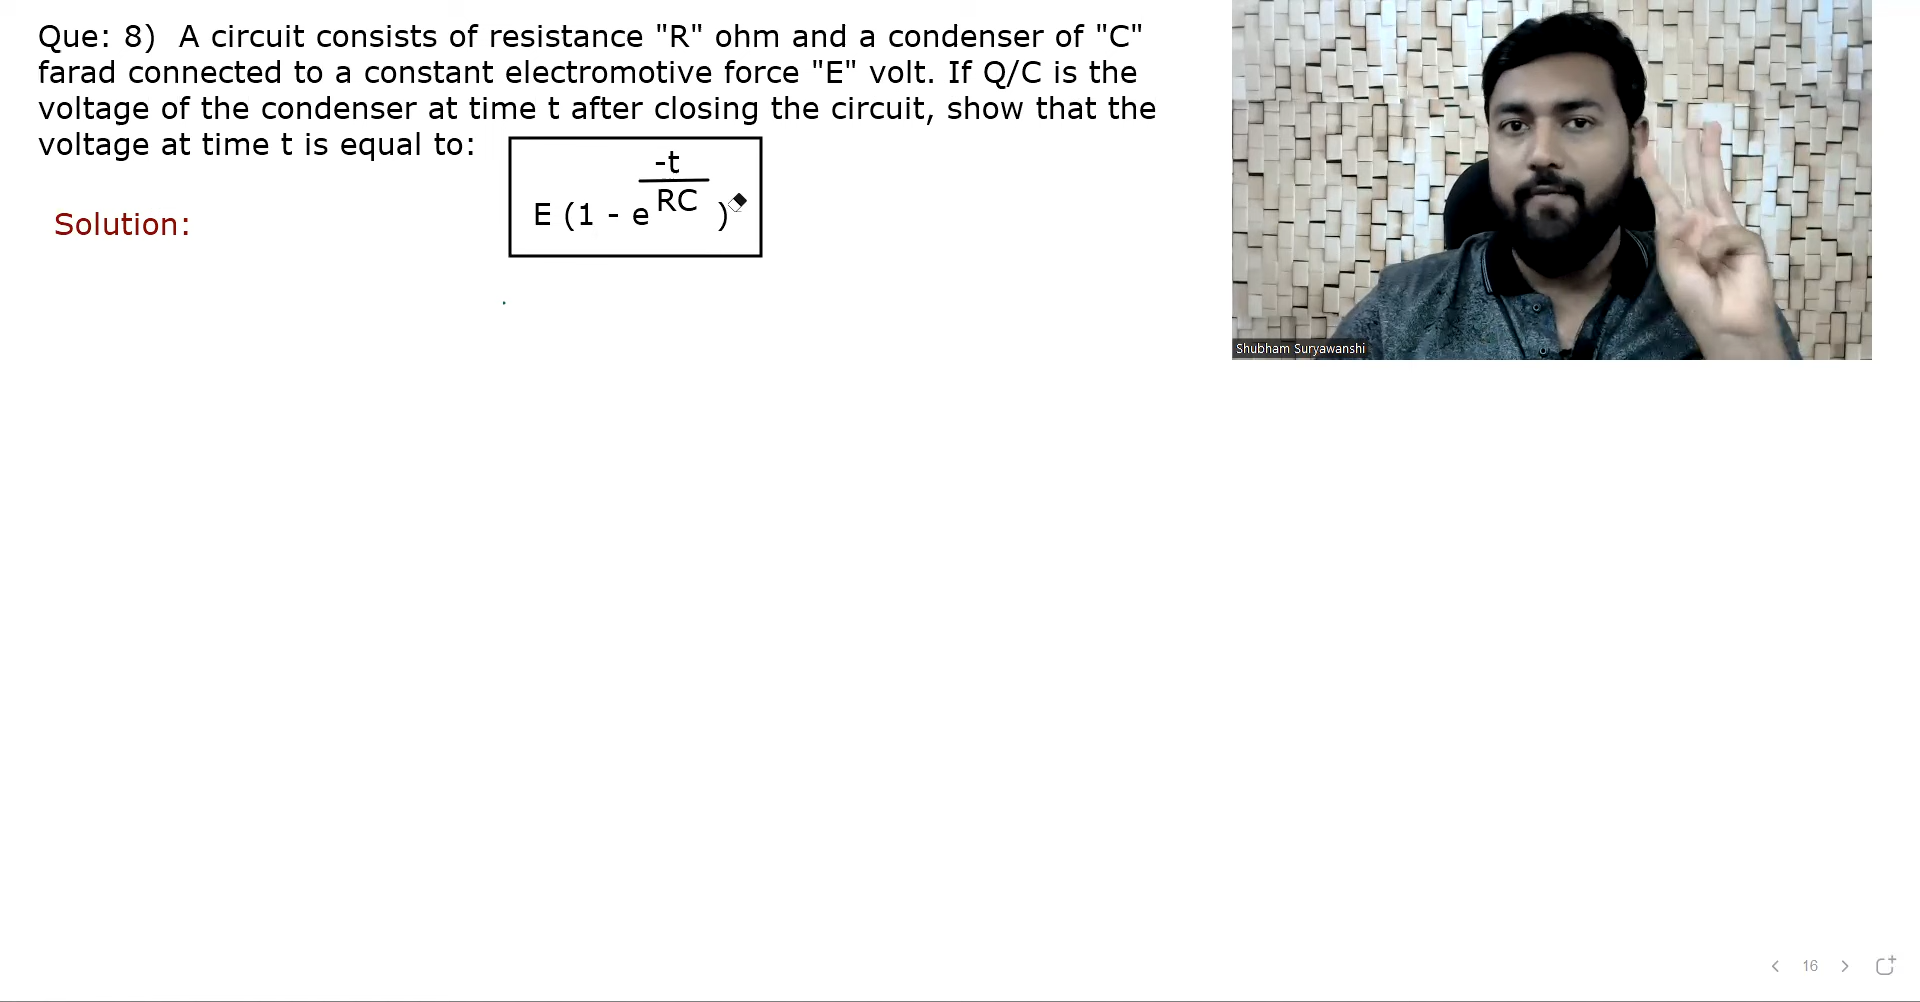 Que: 8)  A circuit consists of resistance "R" ohm and a condenser of "C"
farad connected to a constant electromotive force "E" volt. If Q/C is the
voltage of the condenser at time t after closing the circuit, show that the
voltage at time t is equal to:
-t
E (1 - e RC )
Solution:
Shubham Suryawanshi
16